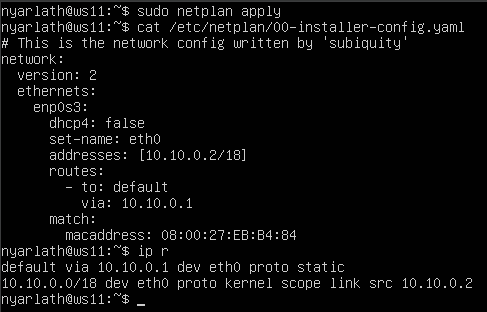 nyarlath@ws11:~$ sudo netplan apply
nyarlath@ws11:~$ cat /etc/netplan/00-installer-config.yaml
# This is the network config written by 'subiquity'
network:
  version: 2
  ethernets:
    enp0s3:
      dhcp4: false
      set-name: eth0
      addresses: [10.10.0.2/18]
      routes:
        - to: default
          via: 10.10.0.1
      match:
        macaddress: 08:00:27:EB:B4:84
nyarlath@ws11:~$ ip r
default via 10.10.0.1 dev eth0 proto static
10.10.0.0/18 dev eth0 proto kernel scope link src 10.10.0.2
nyarlath@ws11:~$ _